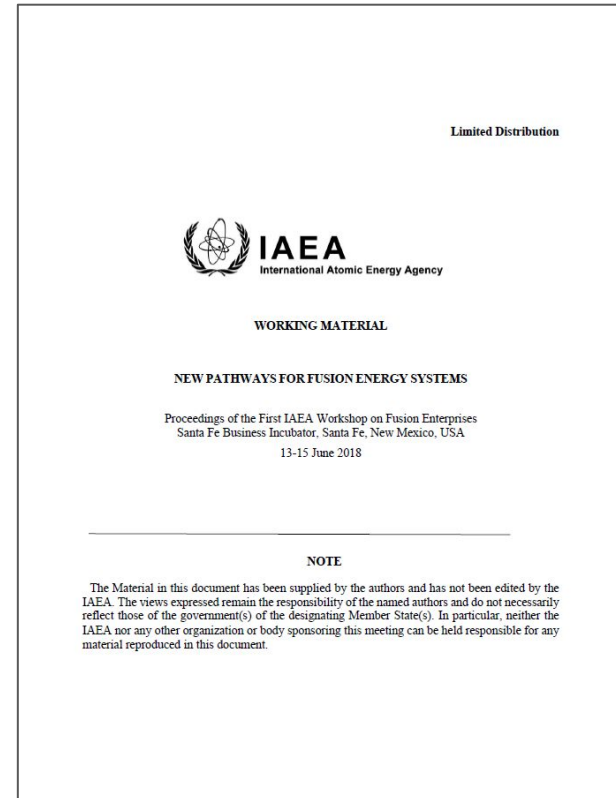 Limited Distribution
IAEA
International Atomic Energy Agency
WORKING MATERIAL
NEW PATHWAYS FOR FUSION ENERGY SYSTEMS
Proceedings of the First IAEA Workshop on Fusion Enterprises
Santa Fe Business Incubator, Santa Fe, New Mexico, USA
13-15 June 2018
NOTE
The Material in this document has been supplied by the authors and has not been edited by the
IAEA. The views expressed remain the responsibility of the named authors and do not necessarily
reflect those of the government(s) of the designating Member State(s). In particular, neither the
IAEA nor any other organization or body sponsoring this meeting can be held responsible for any
material reproduced in this document.